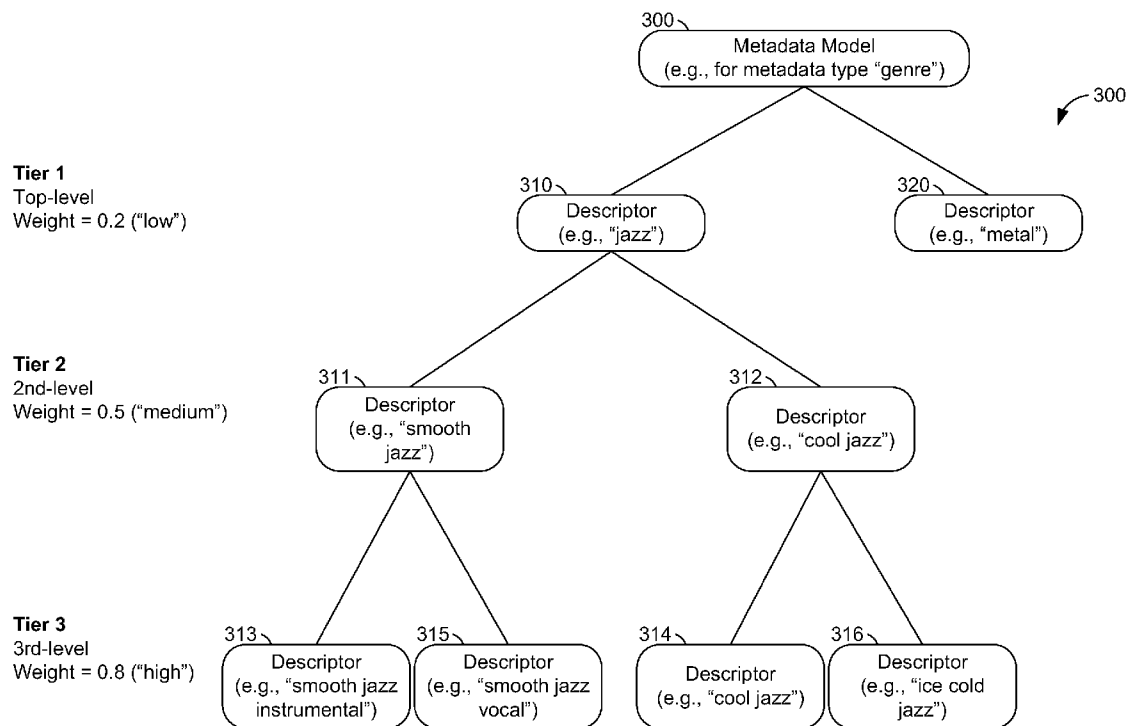 300
Metadata Model
(e.g., for metadata type “genre”)
300
Tier 1
Top-level
Weight = 0.2 (“low”)
310
Descriptor
(e.g., “jazz”)
320
Descriptor
(e.g., “metal”)
Tier 2
2nd-level
Weight = 0.5 (“medium”)
311
Descriptor
(e.g., “smooth
jazz”)
312
Descriptor
(e.g., “cool jazz”)
Tier 3
3rd-level
Weight = 0.8 (“high”)
313
Descriptor
(e.g., “smooth jazz
instrumental”)
315
Descriptor
(e.g., “smooth jazz
vocal”)
314
Descriptor
(e.g., “cool jazz”)
316
Descriptor
(e.g., “ice cold
jazz”)